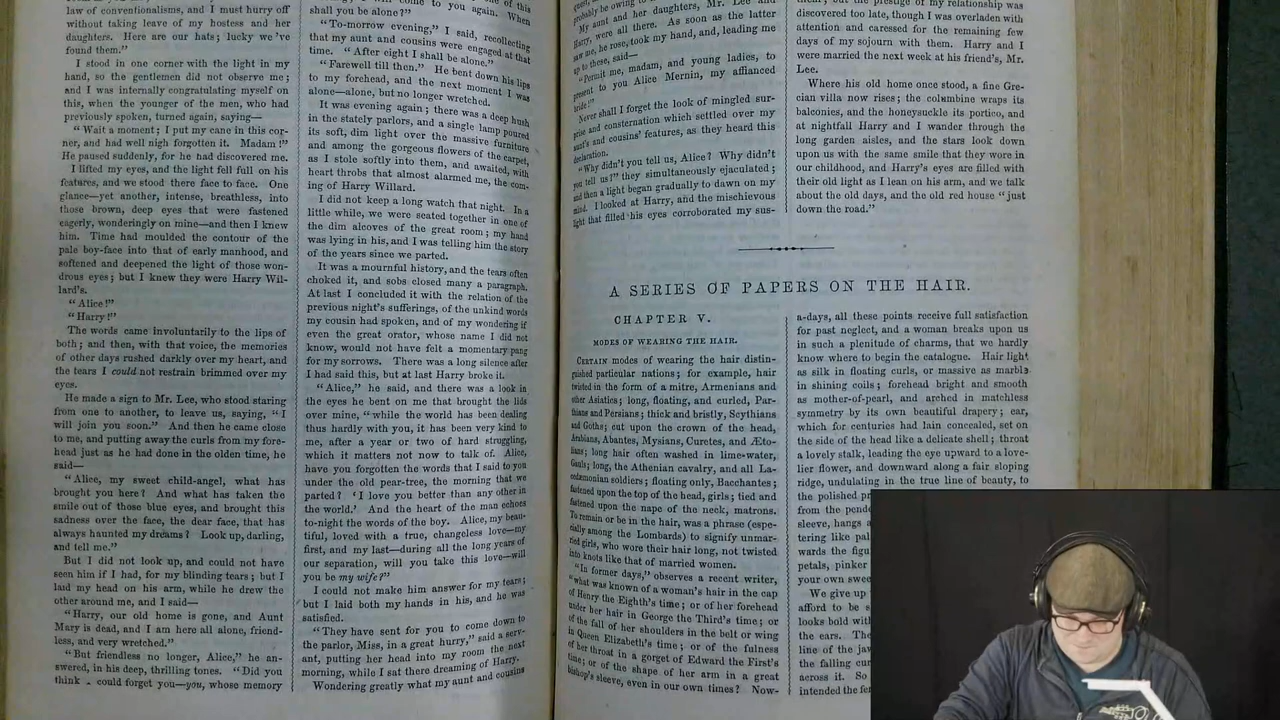 law of conventionalisms, and I must hurry off
without taking leave of my hostess and her
daughters. Here are our hats; lucky we've
found them."
I stood in one corner with the light in my
hand, so the gentlemen did not observe me;
and I was internally congratulating myself on
this, when the younger of the men, who had
previously spoken, turned again, saying—
"Wait a moment; I put my cane in this cor-
ner, and had well nigh forgotten it. Madam!"
He paused suddenly, for he had discovered me.
I lifted my eyes, and the light fell full on his
features, and we stood there face to face. One
glance—yet another, intense, breathless, into
those brown, deep eyes that were fastened
eagerly, wonderingly on mine—and then I knew
him. Time had moulded the contour of the
pale boy-face into that of early manhood, and
softened and deepened the light of those won-
drous eyes; but I knew they were Harry Wil-
lard's.
"Alice!"
"Harry!"
The words came involuntarily to the lips of
both; and then, with that voice, the memories
of other days rushed darkly over my heart, and
the tears I could not restrain brimmed over my
eyes.
He made a sign to Mr. Lee, who stood staring
from one to another, to leave us, saying, "I
will join you soon." And then he came close
to me, and putting away the curls from my fore-
head just as he had done in the olden time, he
said—
"Alice, my sweet child-angel, what has
brought you here? And what has taken the
smile out of those blue eyes, and brought this
sadness over the face, the dear face, that has
always haunted my dreams? Look up, darling,
and tell me."
But I did not look up, and could not have
seen him if I had, for my blinding tears; but I
laid my head on his arm, while he drew the
other around me, and I said—
"Harry, our old home is gone, and Aunt
Mary is dead, and I am here all alone, friend-
less, and very wretched."
"But friendless no longer, Alice," he an-
swered, in his deep, thrilling tones. "Did you
think could forget you—you, whose memory
come to you again. When
shall you be alone?"
"To-morrow evening," I said, recollecting
that my aunt and cousins were engaged at that
time. "After eight I shall be alone."
"Farewell till then." He bent down his lips
to my forehead, and the next moment I was
alone—alone, but no longer wretched.
It was evening again; there was a deep hush
in the stately parlors, and a single lamp poured
its soft, dim light over the massive furniture
and among the gorgeous flowers of the carpet,
as I stole softly into them, and awaited, with
heart throbs that almost alarmed me, the com-
ing of Harry Willard.
I did not keep a long watch that night. In a
little while, we were seated together in one of
the dim alcoves of the great room; my hand
was lying in his, and I was telling him the story
of the years since we parted.
It was a mournful history, and the tears often
choked it, and sobs closed many a paragraph.
At last I concluded it with the relation of the
previous night's sufferings, of the unkind words
my cousin had spoken, and of my wondering if
even the great orator, whose name I did not
know, would not have felt a momentary pang
for my sorrows. There was a long silence after
I had said this, but at last Harry broke it.
"Alice," he said, and there was a look in
the eyes he bent on me that brought the lids
over mine, "while the world has been dealing
thus hardly with you, it has been very kind to
me, after a year or two of hard struggling,
which it matters not now to talk of. Alice,
have you forgotten the words that I said to you
under the old pear-tree, the morning that we
parted? 'I love you better than any other in
the world.' And the heart of the man echoes
to-night the words of the boy. Alice, my beau-
tiful, loved with a true, changeless love—my
first, and my last—during all the long years of
our separation, will you take this love—will
you be my wife?"
I could not make him answer for my tears;
but I laid both my hands in his, and he was
satisfied.
"They have sent for you to come down to
the parlor, Miss, in a great hurry," said a serv-
ant, putting her head into my room the next
morning, while I sat there dreaming of Harry.
Wondering greatly what my aunt and cousins
probably be owing to
My aunt and her daughters, Mr. Lee and
Harry, were all there. As soon as the latter
saw me, he rose, took my hand, and, leading me
up to these, said—
"Permit me, madam, and young ladies, to
present to you Alice Mernin, my affianced
bride!"
Never shall I forget the look of mingled sur-
prise and consternation which settled over my
aunt's and cousins' features, as they heard this
declaration.
"Why didn't you tell us, Alice? Why didn't
you tell us!" they simultaneously ejaculated;
and then a light began gradually to dawn on my
mind. I looked at Harry, and the mischievous
light that filled his eyes corroborated my sus-
but the prestige of my relationship was
discovered too late, though I was overladen with
attention and caressed for the remaining few
days of my sojourn with them. Harry and I
were married the next week at his friend's, Mr.
Lee.
Where his old home once stood, a fine Gre-
cian villa now rises; the columbine wraps its
balconies, and the honeysuckle its portico, and
at nightfall Harry and I wander through the
long garden aisles, and the stars look down
upon us with the same smile that they wore in
our childhood, and Harry's eyes are filled with
their old light as I lean on his arm, and we talk
about the old days, and the old red house "just
down the road."
A SERIES OF PAPERS ON THE HAIR.
CHAPTER V.
MODES OF WEARING THE HAIR.
CERTAIN modes of wearing the hair distin-
guished particular nations; for example, hair
twisted in the form of a mitre, Armenians and
other Asiatics; long, floating, and curled, Par-
thians and Persians; thick and bristly, Scythians
and Goths; cut upon the crown of the head,
Arabians, Abantes, Mysians, Curetes, and Æto-
lians; long hair often washed in lime-water,
Gauls; long, the Athenian cavalry, and all La-
cedæmonian soldiers; floating only, Bacchantes;
fastened upon the top of the head, girls; tied and
fastened upon the nape of the neck, matrons.
To remain or be in the hair, was a phrase (espe-
cially among the Lombards) to signify unmar-
ried girls, who wore their hair long, not twisted
into knots like that of married women.
"In former days," observes a recent writer,
"what was known of a woman's hair in the cap
of Henry the Eighth's time; or of her forehead
under her hair in George the Third's time; or
of the fall of her shoulders in the belt or wing
in Queen Elizabeth's time; or of the fulness
of her throat in a gorget of Edward the First's
time; or of the shape of her arm in a great
bishop's sleeve, even in our own times? Now-
a-days, all these points receive full satisfaction
for past neglect, and a woman breaks upon us
in such a plenitude of charms, that we hardly
know where to begin the catalogue. Hair light
as silk in floating curls, or massive as marble
in shining coils; forehead bright and smooth
as mother-of-pearl, and arched in matchless
symmetry by its own beautiful drapery; ear,
which for centuries had lain concealed, set on
the side of the head like a delicate shell; throat
a lovely stalk, leading the eye upward to a love-
lier flower, and downward along a fair sloping
ridge, undulating in the true line of beauty, to
the polished
from the
sleeve, hangs
tering like
wards the
petals, pinker
your own
We give up
afford to be
looks bold
the ears. The
line of the
the falling
across it. So
intended the